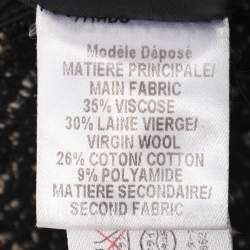 Modèle Déposé
MATIERE PRINCIPALE/
MAIN FABRIC
35% VISCOSE
30% LAINE VIERGE/
VIRGIN WOOL
26% COTON/ COTTON
9% POLYAMIDE
MATIERE SECONDAIRE/
SECOND FABRIC